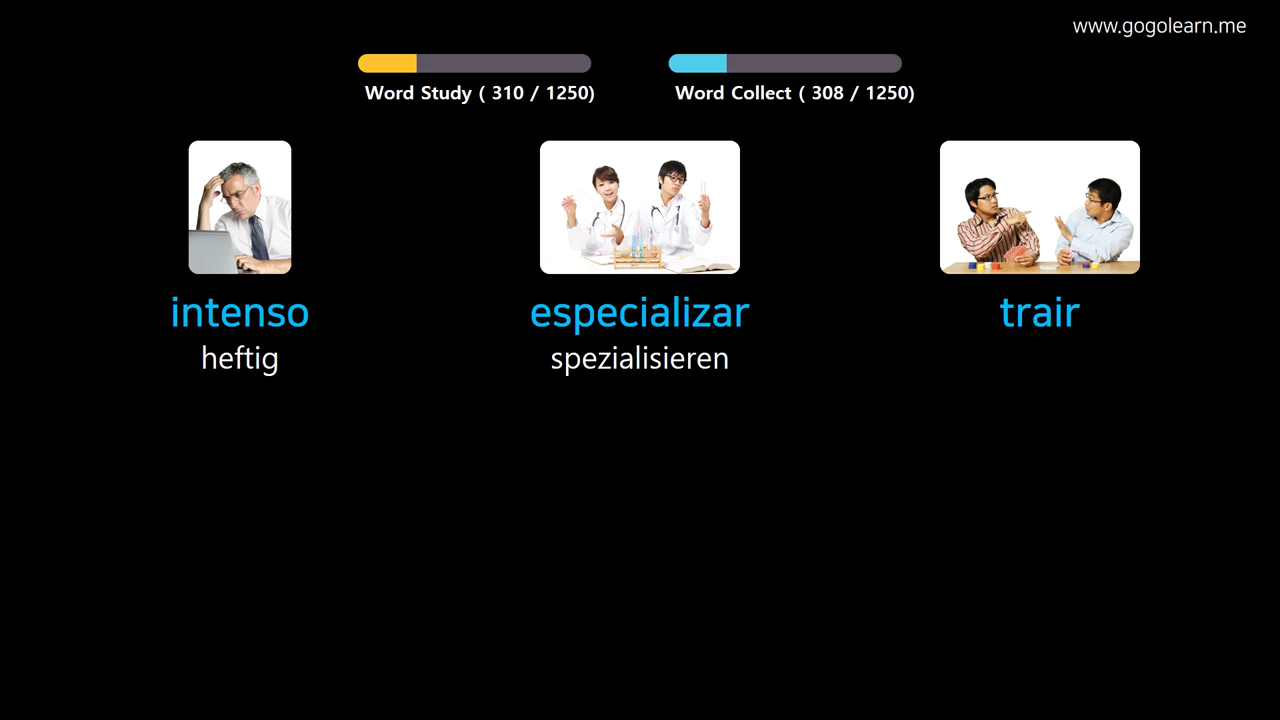 www.gogolearn.me
Word Study ( 310 / 1250)
Word Collect ( 308 / 1250)
intenso
especializar
trair
heftig
spezialisieren